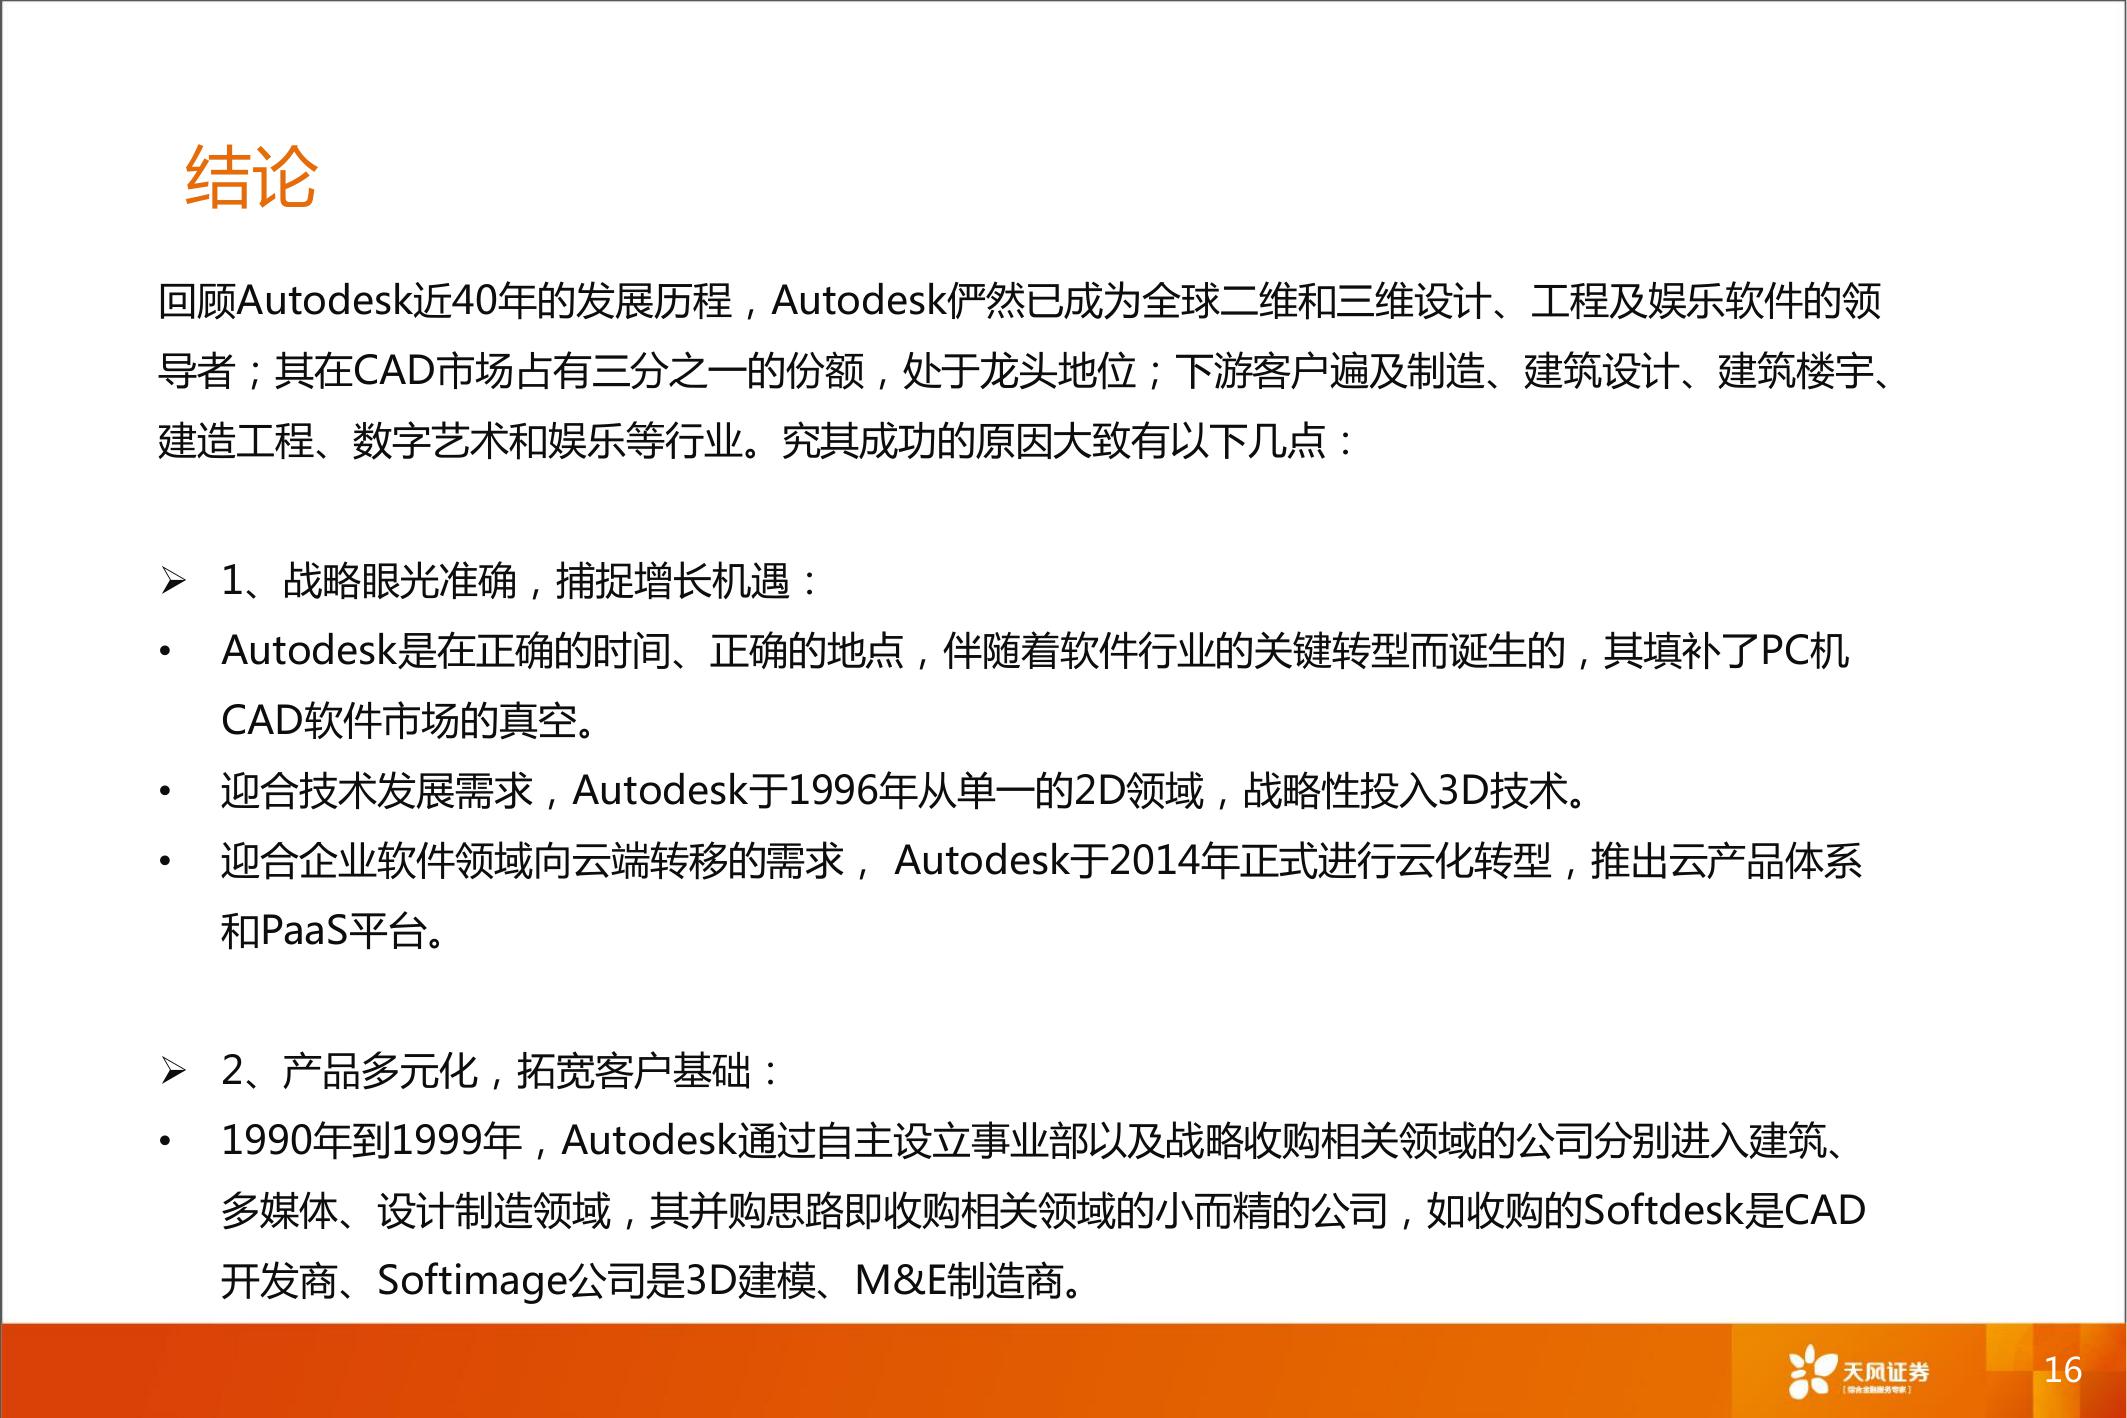 结论
回顾Autodesk近40年的发展历程，Autodesk俨然已成为全球二维和三维设计、工程及娱乐软件的领
导者；其在CAD市场占有三分之一的份额，处于龙头地位；下游客户遍及制造、建筑设计、建筑楼宇、
建造工程、数字艺术和娱乐等行业。究其成功的原因大致有以下几点：
➢ 1、战略眼光准确，捕捉增长机遇：
• Autodesk是在正确的时间、正确的地点，伴随着软件行业的关键转型而诞生的，其填补了PC机
CAD软件市场的真空。
• 迎合技术发展需求，Autodesk于1996年从单一的2D领域，战略性投入3D技术。
• 迎合企业软件领域向云端转移的需求， Autodesk于2014年正式进行云化转型，推出云产品体系
和PaaS平台。
➢ 2、产品多元化，拓宽客户基础：
• 1990年到1999年，Autodesk通过自主设立事业部以及战略收购相关领域的公司分别进入建筑、
多媒体、设计制造领域，其并购思路即收购相关领域的小而精的公司，如收购的Softdesk是CAD
开发商、Softimage公司是3D建模、M&E制造商。
天风证券
[综合金融服务专家]
16